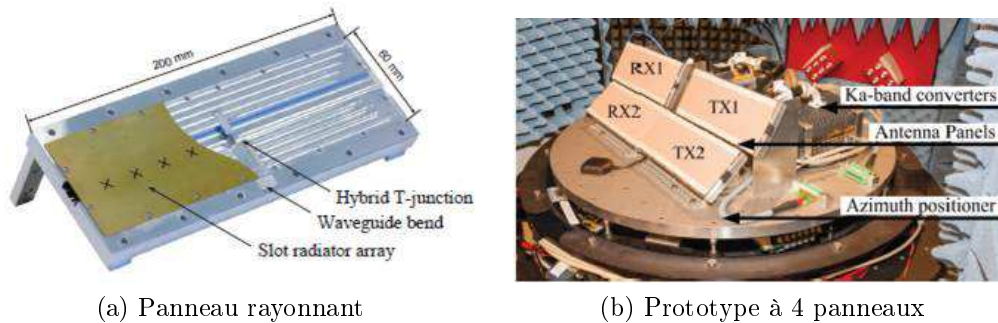 200 mm
60 mm
Hybrid T-junction
Waveguide bend
Slot radiator array
RX1
TX1
RX2
TX2
Ka-band converters
Antenna Panels
Azimuth positioner
(a) Panneau rayonnant
(b) Prototype à 4 panneaux